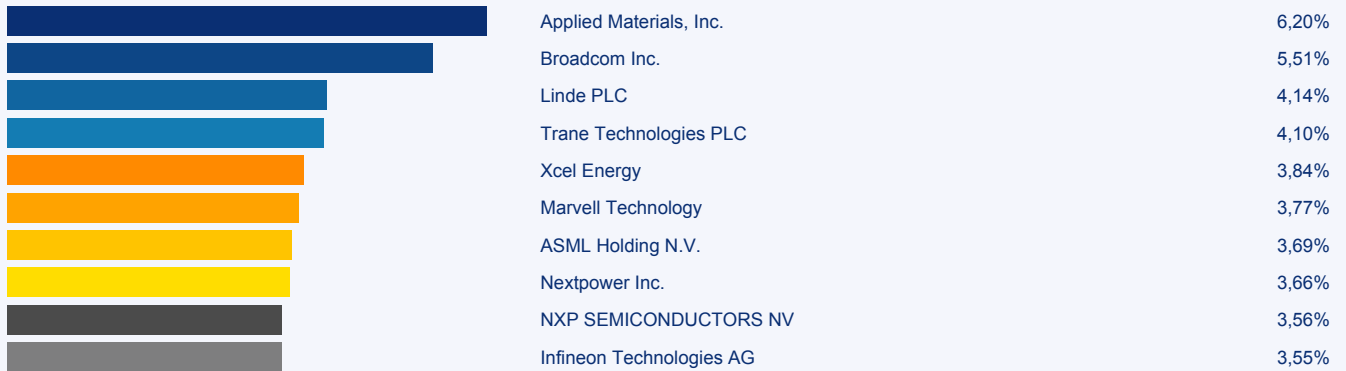 Applied Materials, Inc. 6,20%
Broadcom Inc. 5,51%
Linde PLC 4,14%
Trane Technologies PLC 4,10%
Xcel Energy 3,84%
Marvell Technology 3,77%
ASML Holding N.V. 3,69%
Nextpower Inc. 3,66%
NXP SEMICONDUCTORS NV 3,56%
Infineon Technologies AG 3,55%